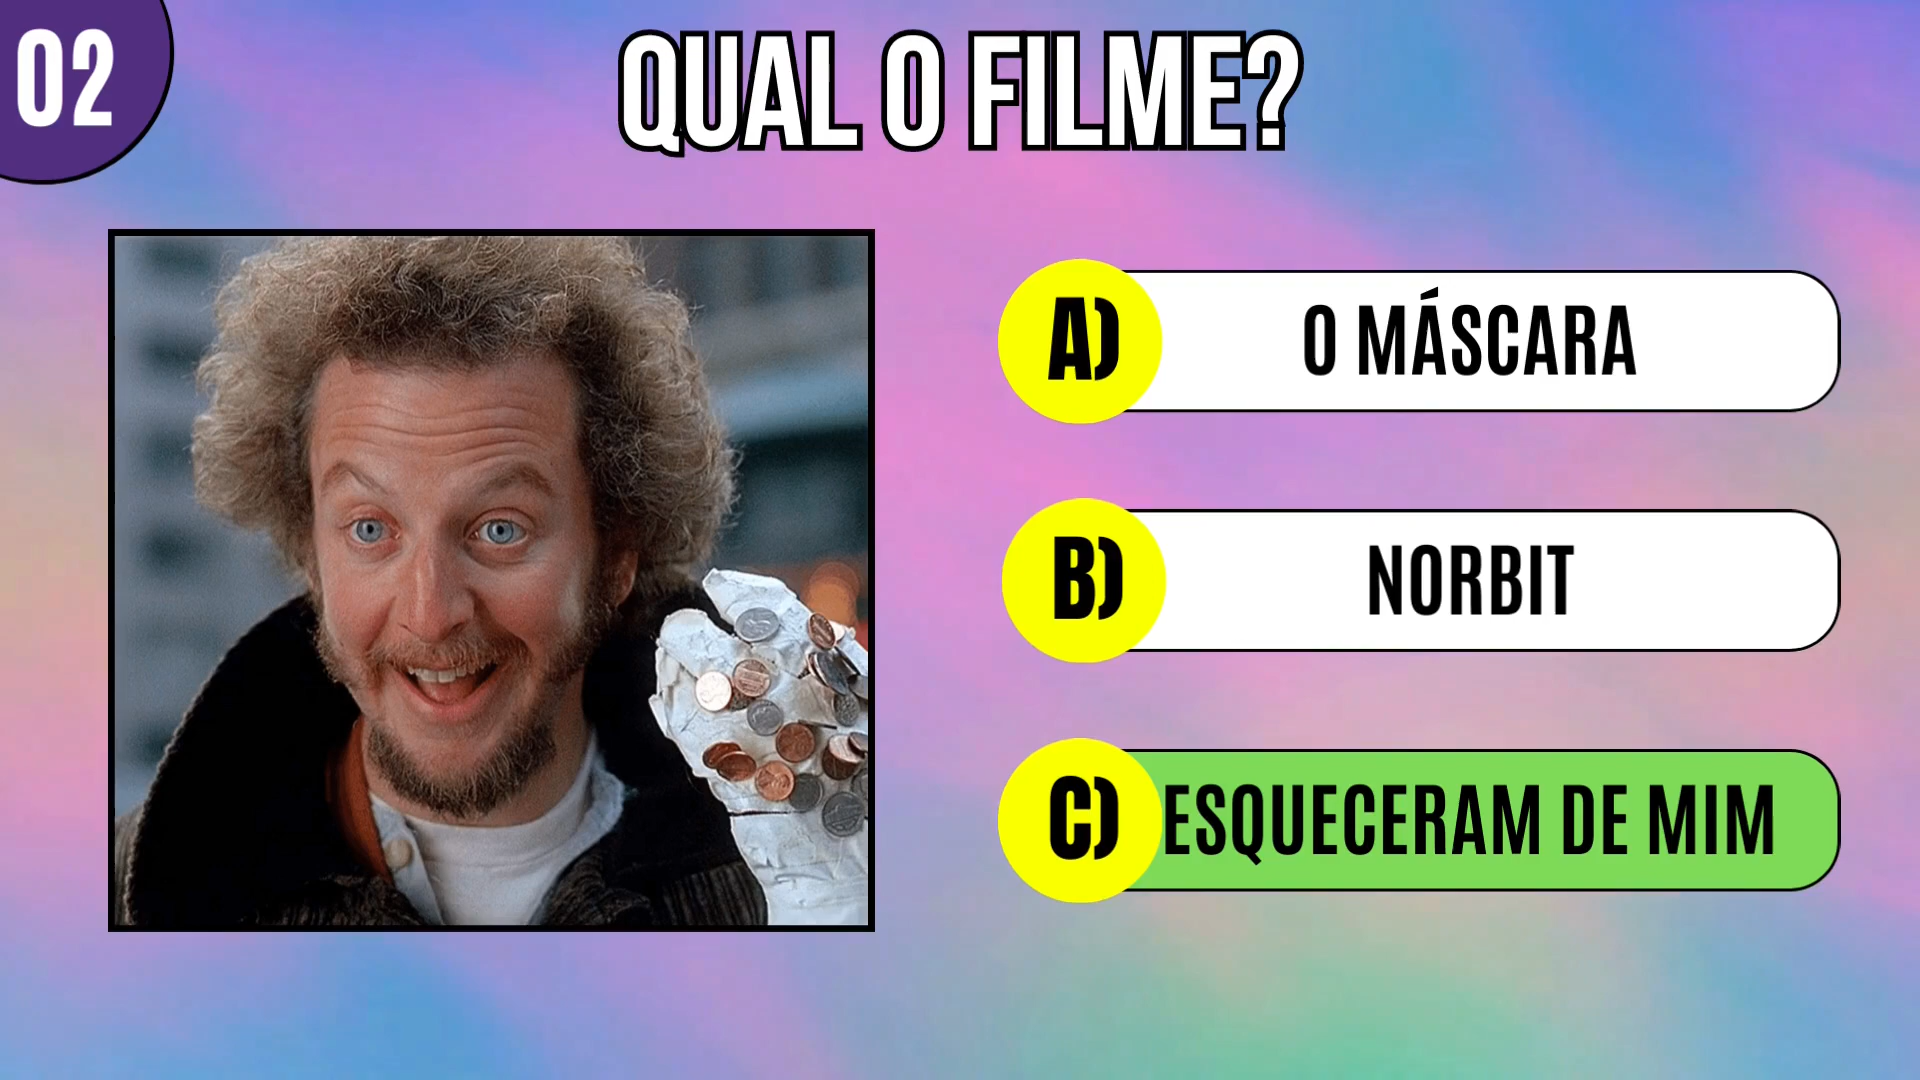 02
QUAL O FILME?
A) O MÁSCARA
B) NORBIT
C) ESQUECERAM DE MIM